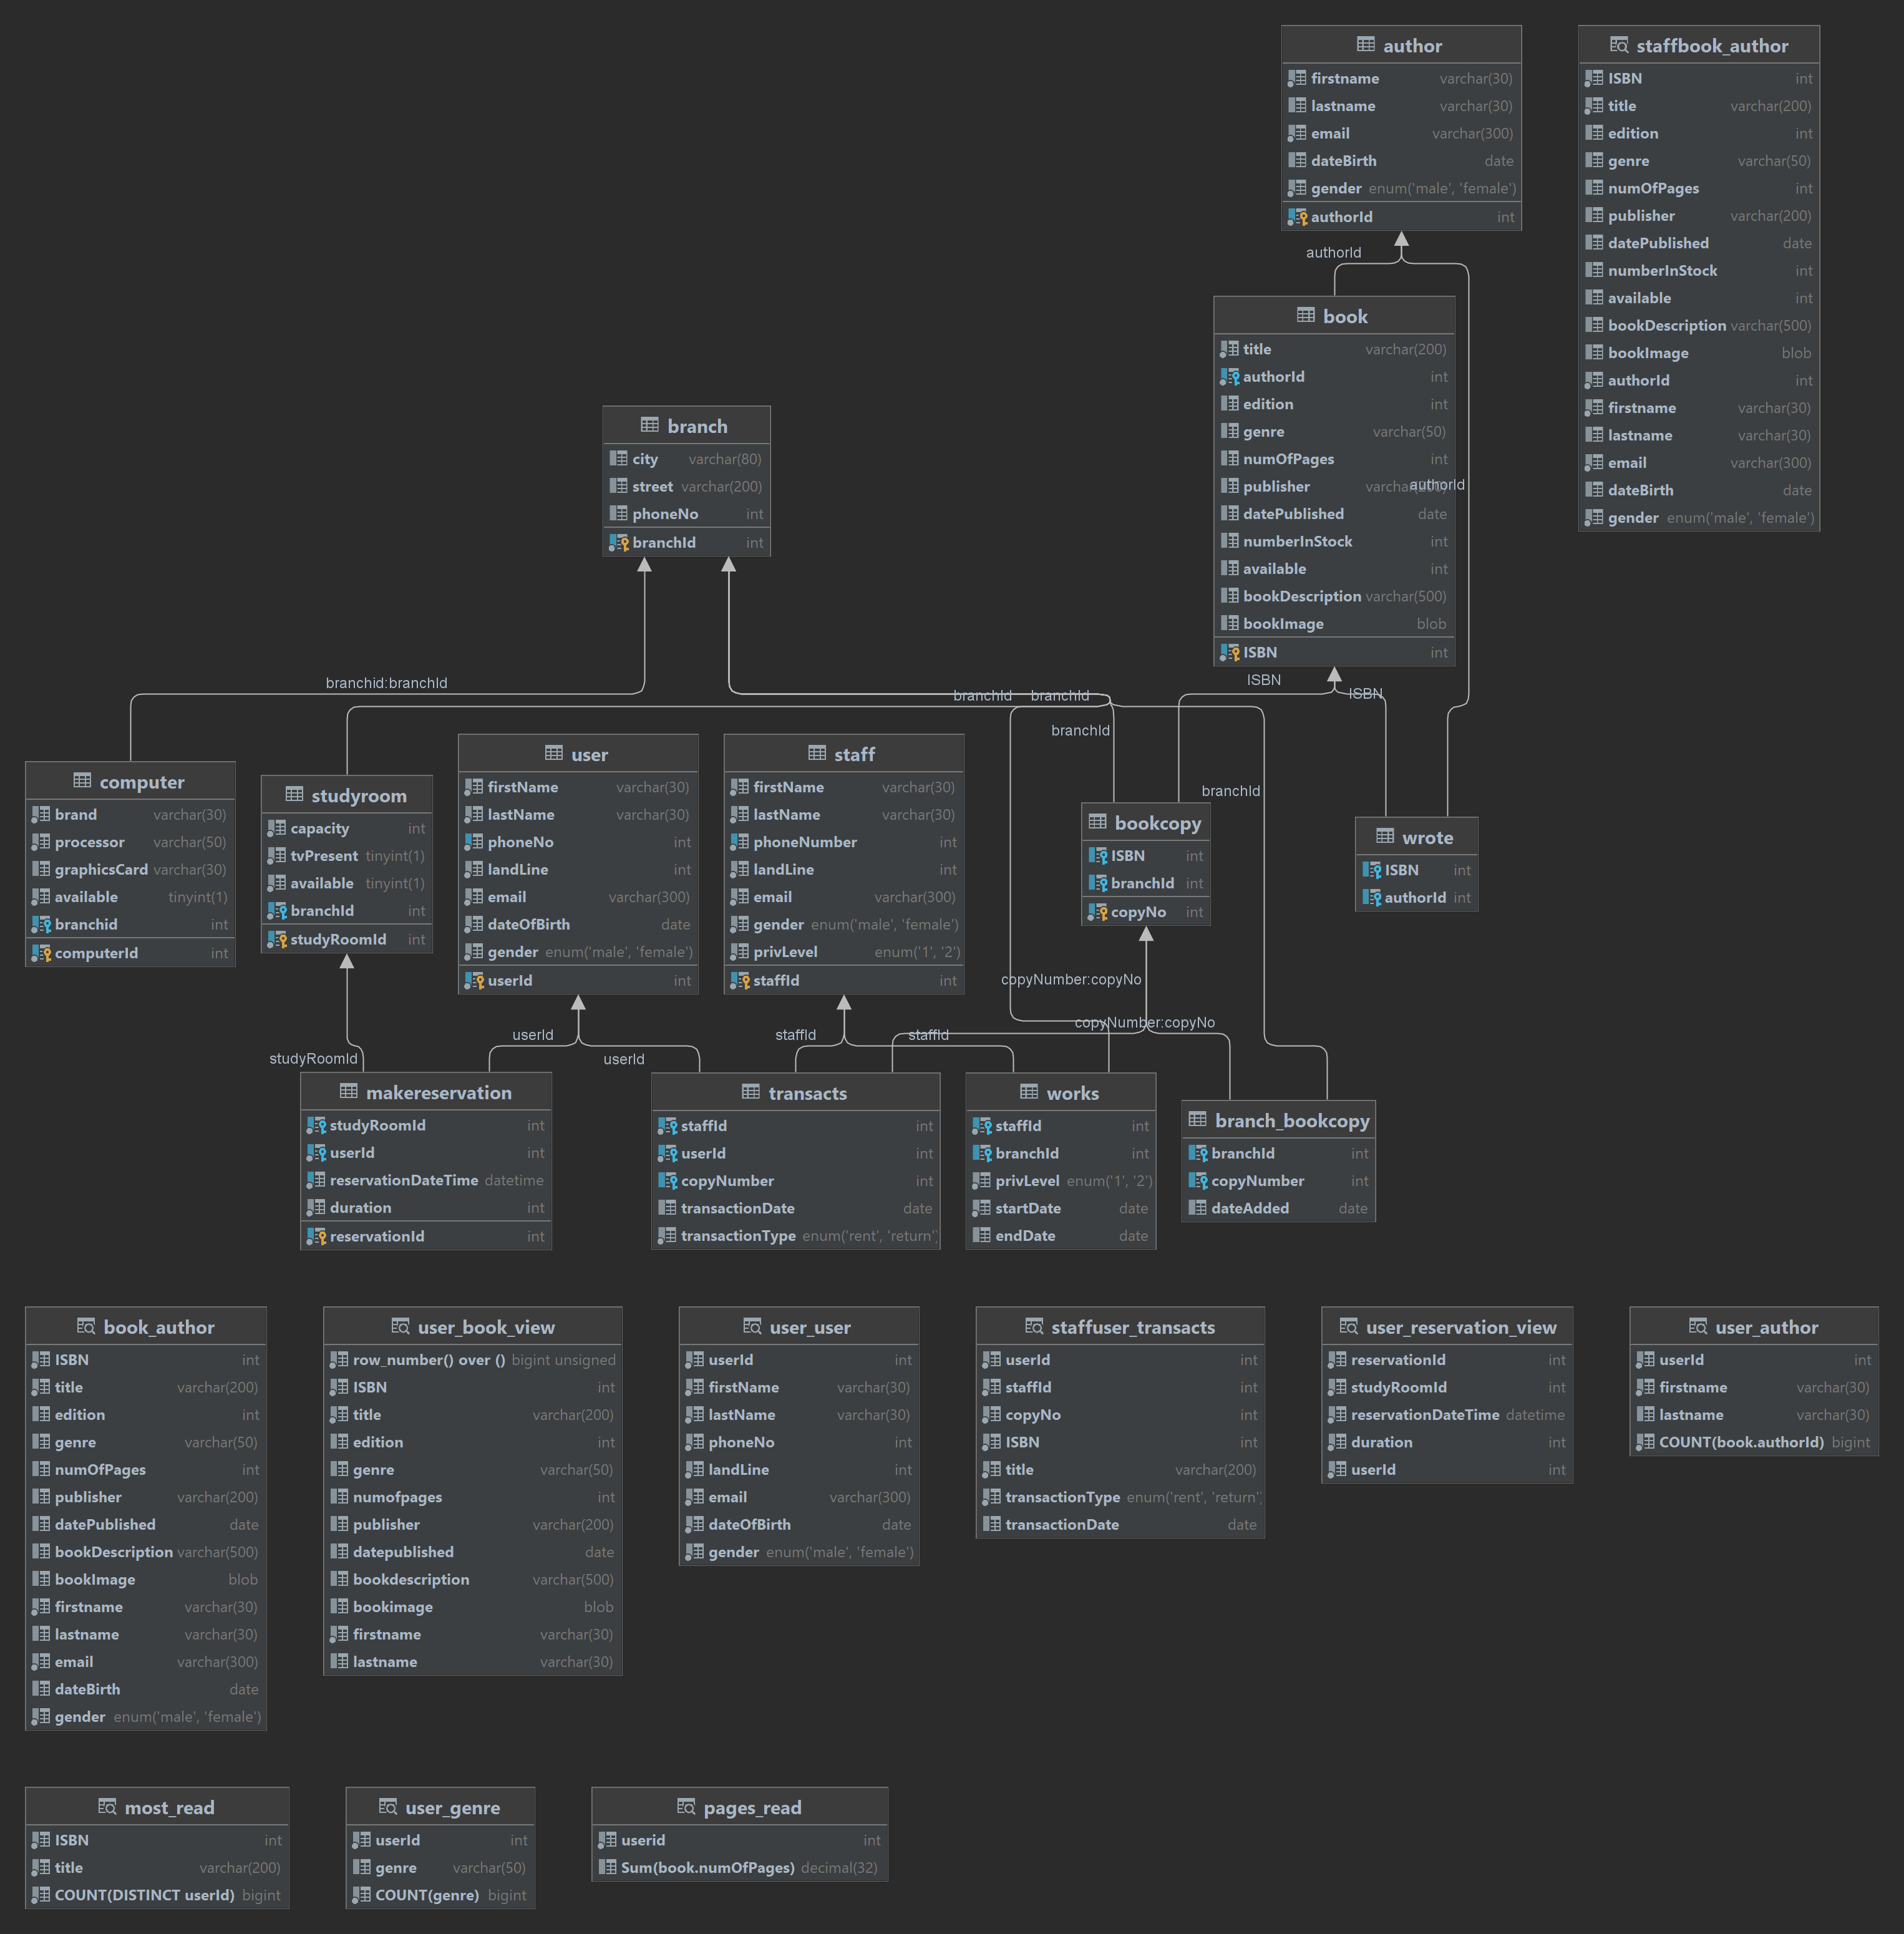 author
firstname varchar(30)
lastname varchar(30)
email varchar(300)
dateBirth date
gender enum('male', 'female')
authorId int
staffbook_author
ISBN int
title varchar(200)
edition int
genre varchar(50)
numOfPages int
publisher varchar(200)
datePublished date
numberInStock int
available int
bookDescription varchar(500)
bookImage blob
authorId int
firstname varchar(30)
lastname varchar(30)
email varchar(300)
dateBirth date
gender enum('male', 'female')
authorId
book
title varchar(200)
authorId int
edition int
genre varchar(50)
numOfPages int
publisher varchar(200)
datePublished date
numberInStock int
available int
bookDescription varchar(500)
bookImage blob
ISBN int
authorId
branch
city varchar(80)
street varchar(200)
phoneNo int
branchId int
branchid:branchId
branchId
branchId
branchId
ISBN
ISBN
branchId
computer
brand varchar(30)
processor varchar(50)
graphicsCard varchar(30)
available tinyint(1)
branchid int
computerId int
studyroom
capacity int
tvPresent tinyint(1)
available tinyint(1)
branchId int
studyRoomId int
user
firstName varchar(30)
lastName varchar(30)
phoneNo int
landLine int
email varchar(300)
dateOfBirth date
gender enum('male', 'female')
userId int
staff
firstName varchar(30)
lastName varchar(30)
phoneNumber int
landLine int
email varchar(300)
gender enum('male', 'female')
privLevel enum('1', '2')
staffId int
bookcopy
ISBN int
branchId int
copyNo int
wrote
ISBN int
authorId int
copyNumber:copyNo
copyNumber:copyNo
studyRoomId
userId
userId
staffId
staffId
makereservation
studyRoomId int
userId int
reservationDateTime datetime
duration int
reservationId int
transacts
staffId int
userId int
copyNumber int
transactionDate date
transactionType enum('rent', 'return')
works
staffId int
branchId int
privLevel enum('1', '2')
startDate date
endDate date
branch_bookcopy
branchId int
copyNumber int
dateAdded date
book_author
ISBN int
title varchar(200)
edition int
genre varchar(50)
numOfPages int
publisher varchar(200)
datePublished date
bookDescription varchar(500)
bookImage blob
firstname varchar(30)
lastname varchar(30)
email varchar(300)
dateBirth date
gender enum('male', 'female')
user_book_view
row_number() over () bigint unsigned
ISBN int
title varchar(200)
edition int
genre varchar(50)
numofpages int
publisher varchar(200)
datepublished date
bookdescription varchar(500)
bookimage blob
firstname varchar(30)
lastname varchar(30)
user_user
userId int
firstName varchar(30)
lastName varchar(30)
phoneNo int
landLine int
email varchar(300)
dateOfBirth date
gender enum('male', 'female')
staffuser_transacts
userId int
staffId int
copyNo int
ISBN int
title varchar(200)
transactionType enum('rent', 'return')
transactionDate date
user_reservation_view
reservationId int
studyRoomId int
reservationDateTime datetime
duration int
userId int
user_author
userId int
firstname varchar(30)
lastname varchar(30)
COUNT(book.authorId) bigint
most_read
ISBN int
title varchar(200)
COUNT(DISTINCT userId) bigint
user_genre
userId int
genre varchar(50)
COUNT(genre) bigint
pages_read
userid int
Sum(book.numOfPages) decimal(32)